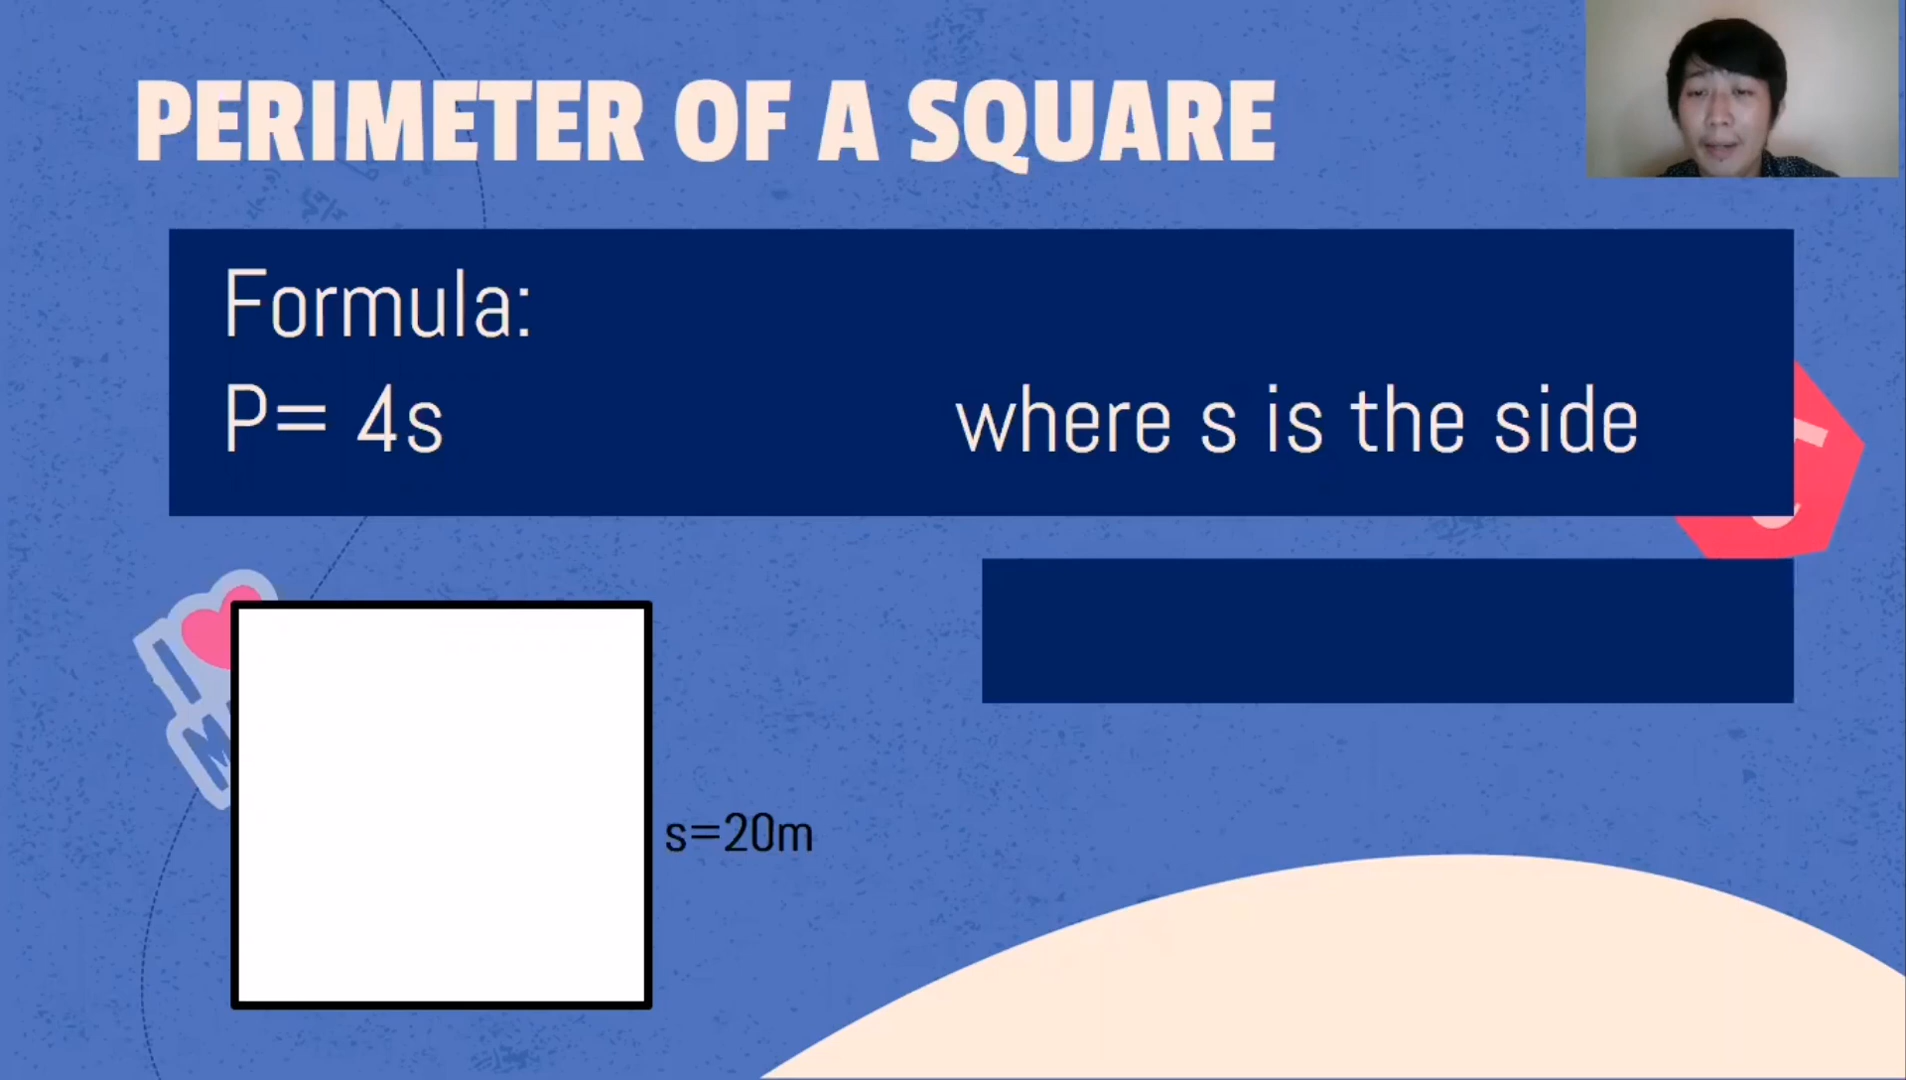 PERIMETER OF A SQUARE
Formula:
P= 4s where s is the side
I
s=20m